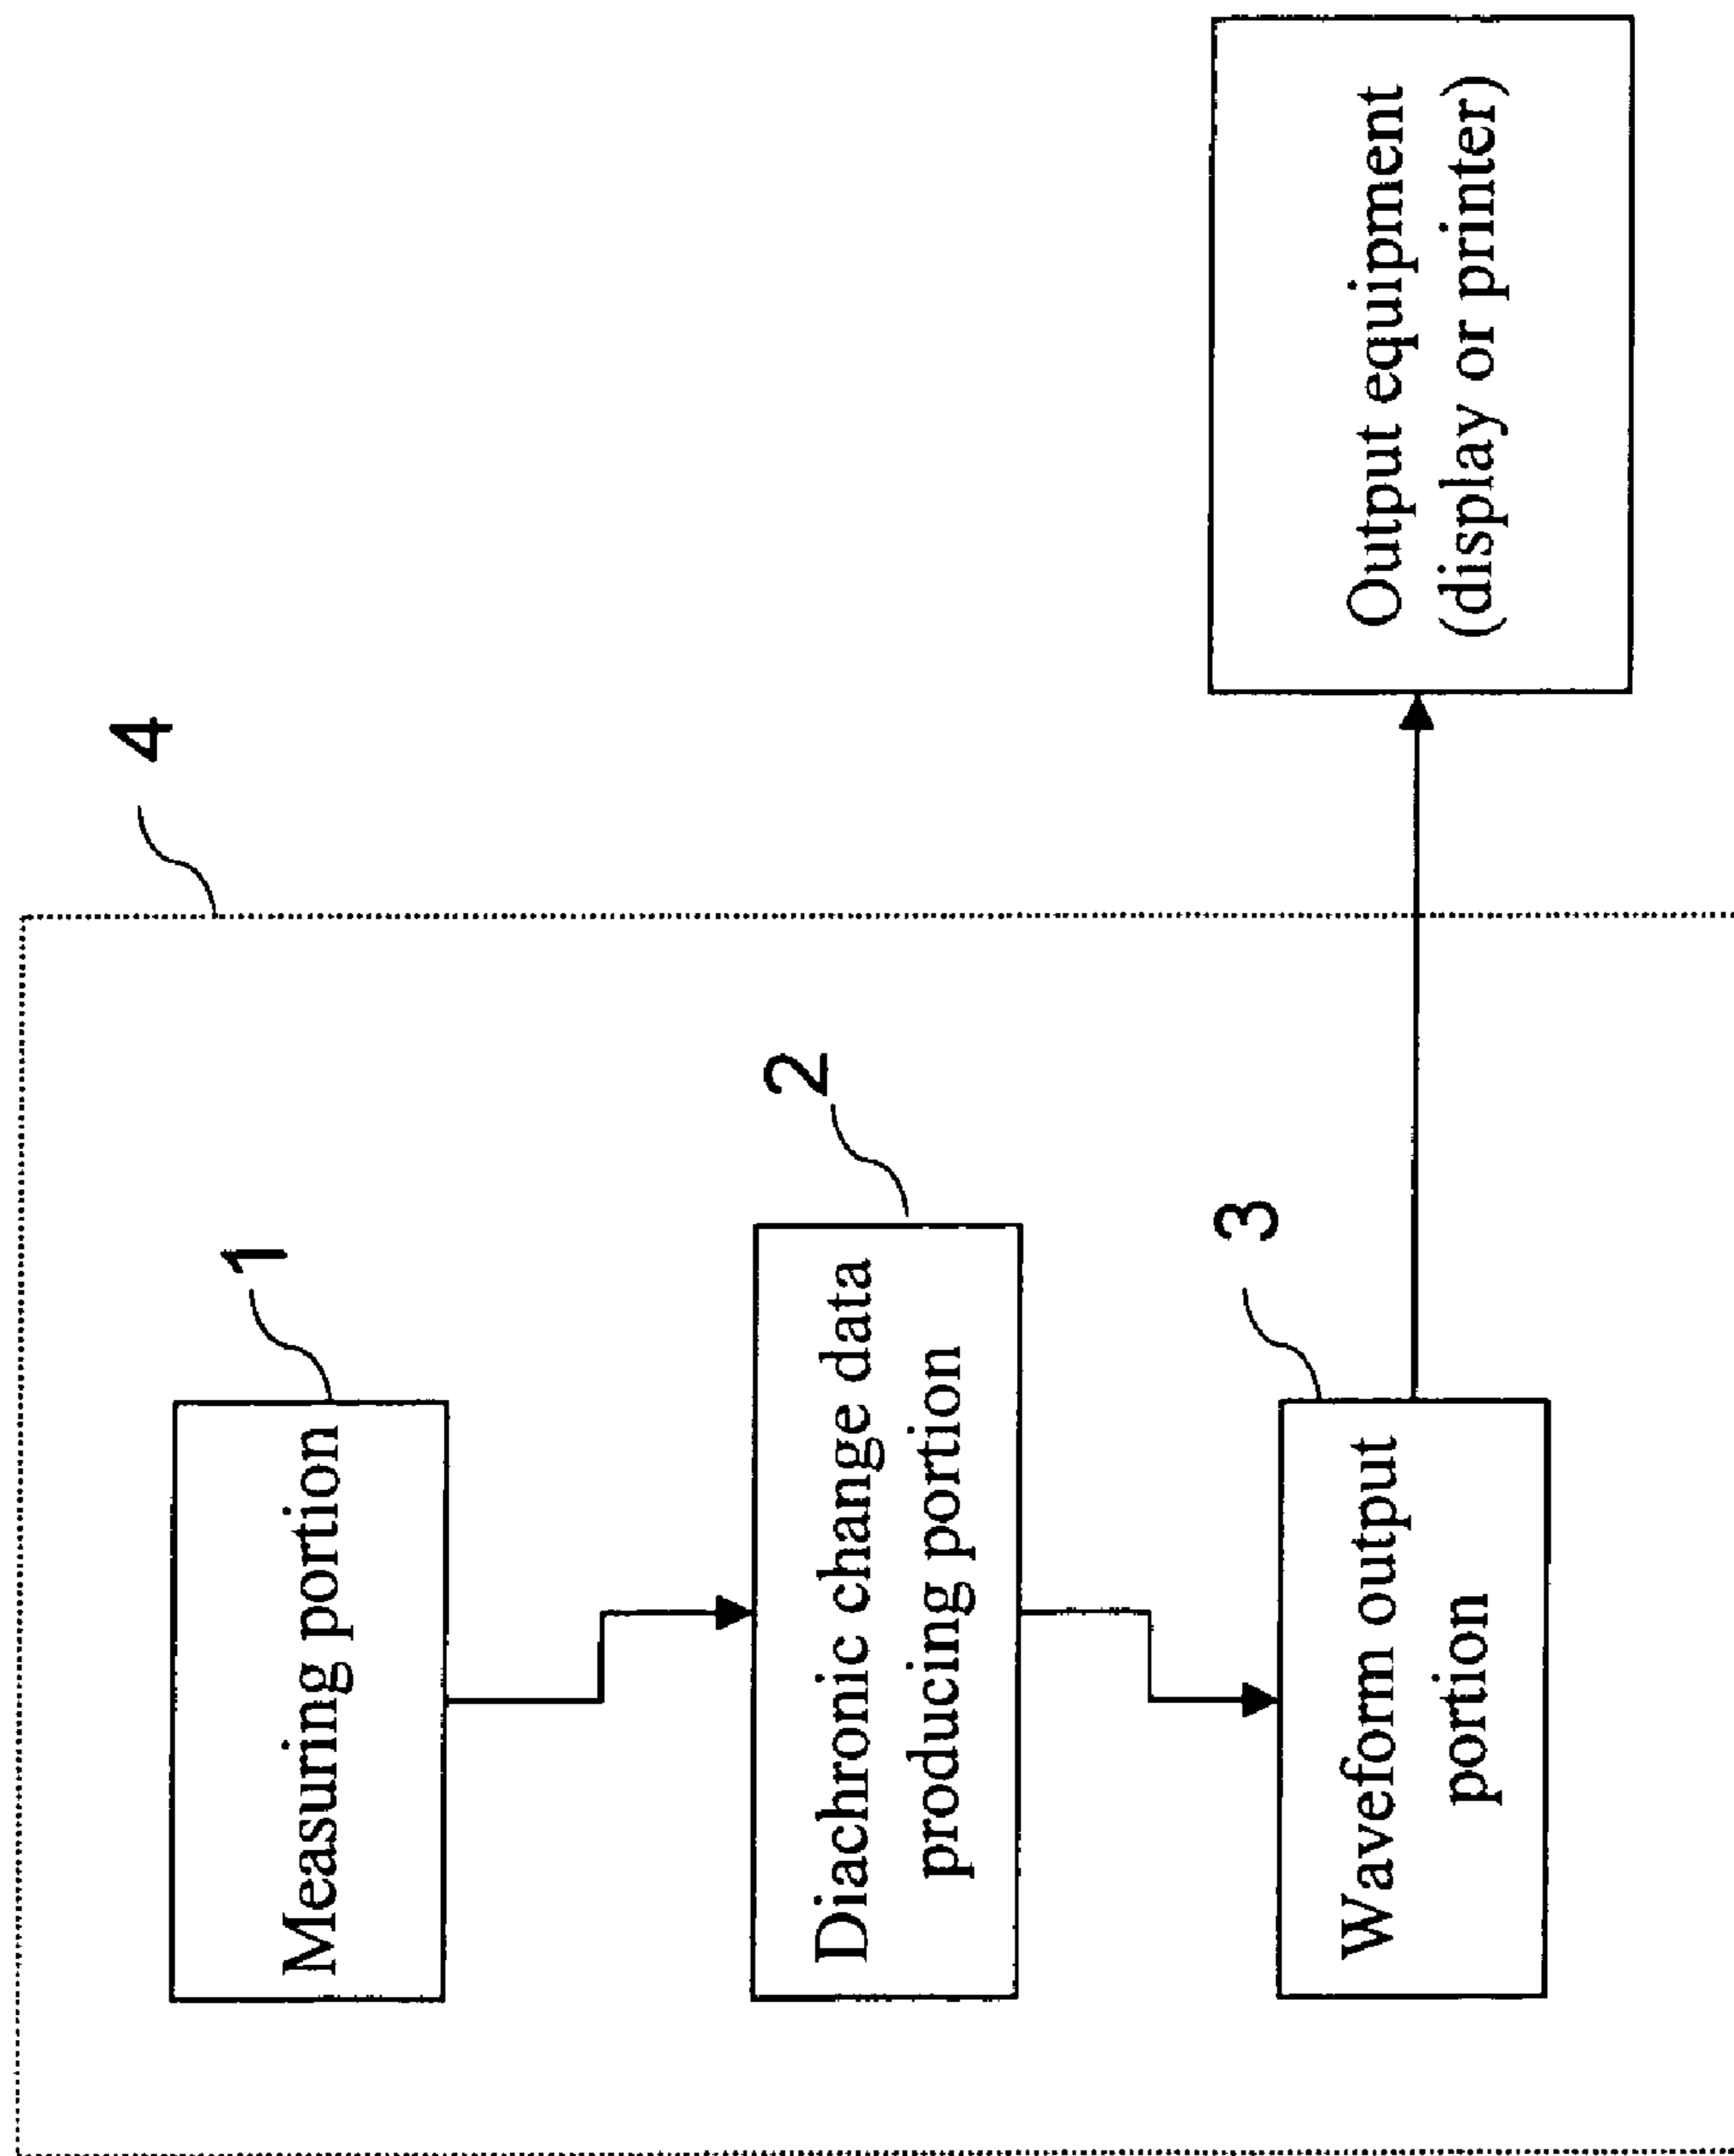 4
1
Measuring portion
2
Diachronic change data
producing portion
3
Waveform output
portion
Output equipment
(display or printer)